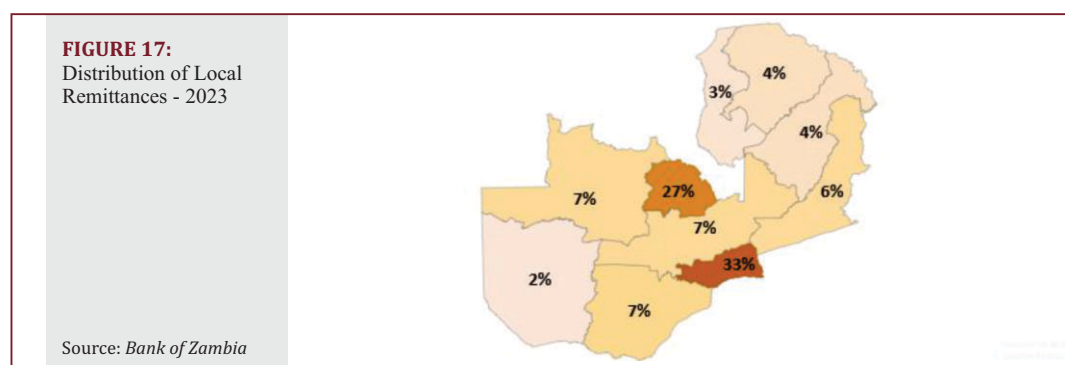 FIGURE 17:
Distribution of Local
Remittances - 2023
4%
3%
4%
27%
7%
6%
7%
33%
2%
7%
Source: Bank of Zambia